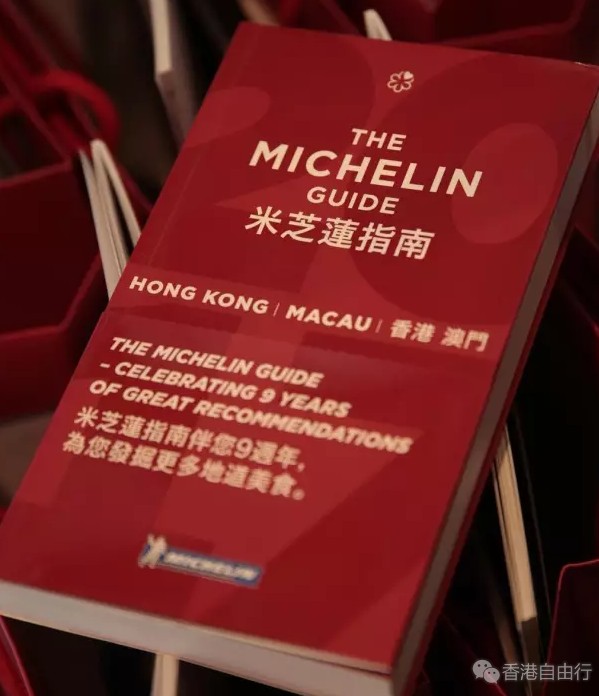 THE
MICHELIN
GUIDE
米芝蓮指南
HONG KONG | MACAU | 香港 澳門
THE MICHELIN GUIDE
– CELEBRATING 9 YEARS
OF GREAT RECOMMENDATIONS
米芝蓮指南伴您9週年,
為您發掘更多地道美食。
MICHELIN
香港自由行